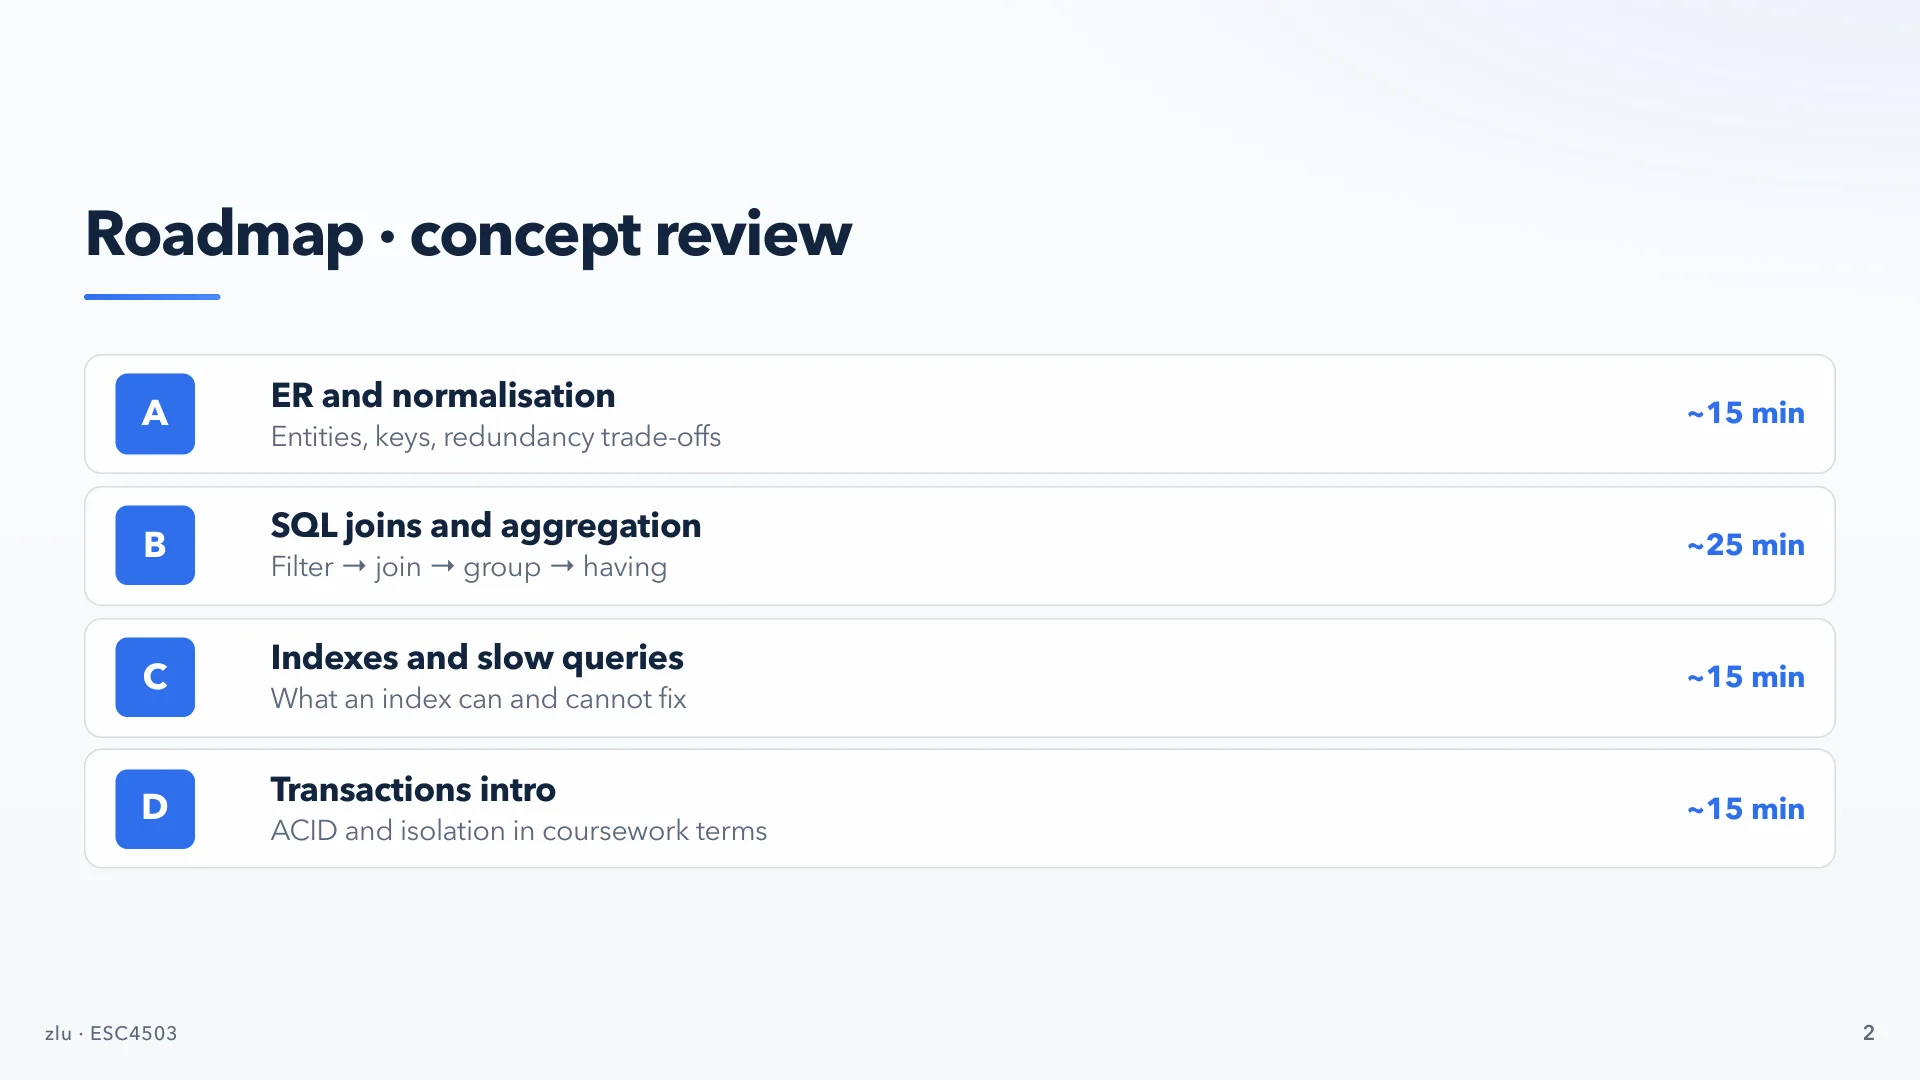 Roadmap · concept review
A
ER and normalisation
Entities, keys, redundancy trade-offs
~15 min
B
SQL joins and aggregation
Filter → join → group → having
~25 min
C
Indexes and slow queries
What an index can and cannot fix
~15 min
D
Transactions intro
ACID and isolation in coursework terms
~15 min
zlu · ESC4503
2